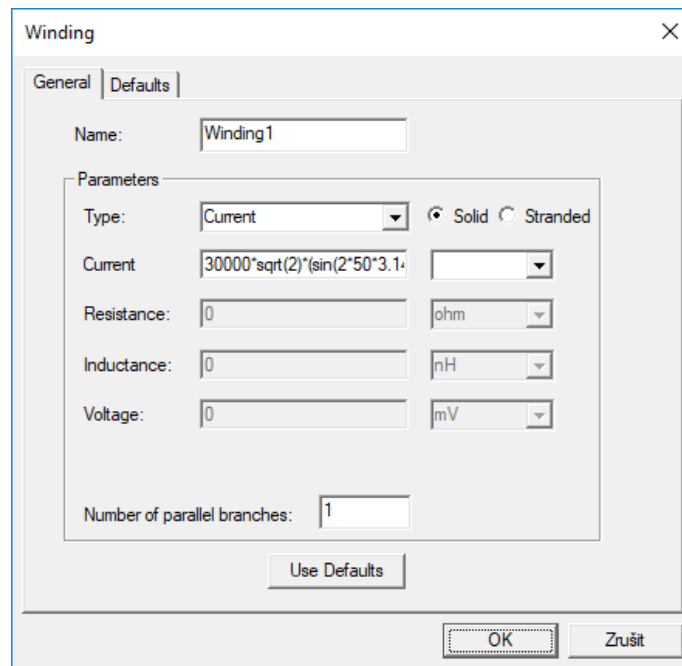 Winding
General Defaults
Name: Winding1
Parameters
Type: Current Solid Stranded
Current 30000*sqrt(2)*(sin(2*50*3.14
Resistance: 0 ohm
Inductance: 0 nH
Voltage: 0 mV
Number of parallel branches: 1
Use Defaults
OK Zrušit